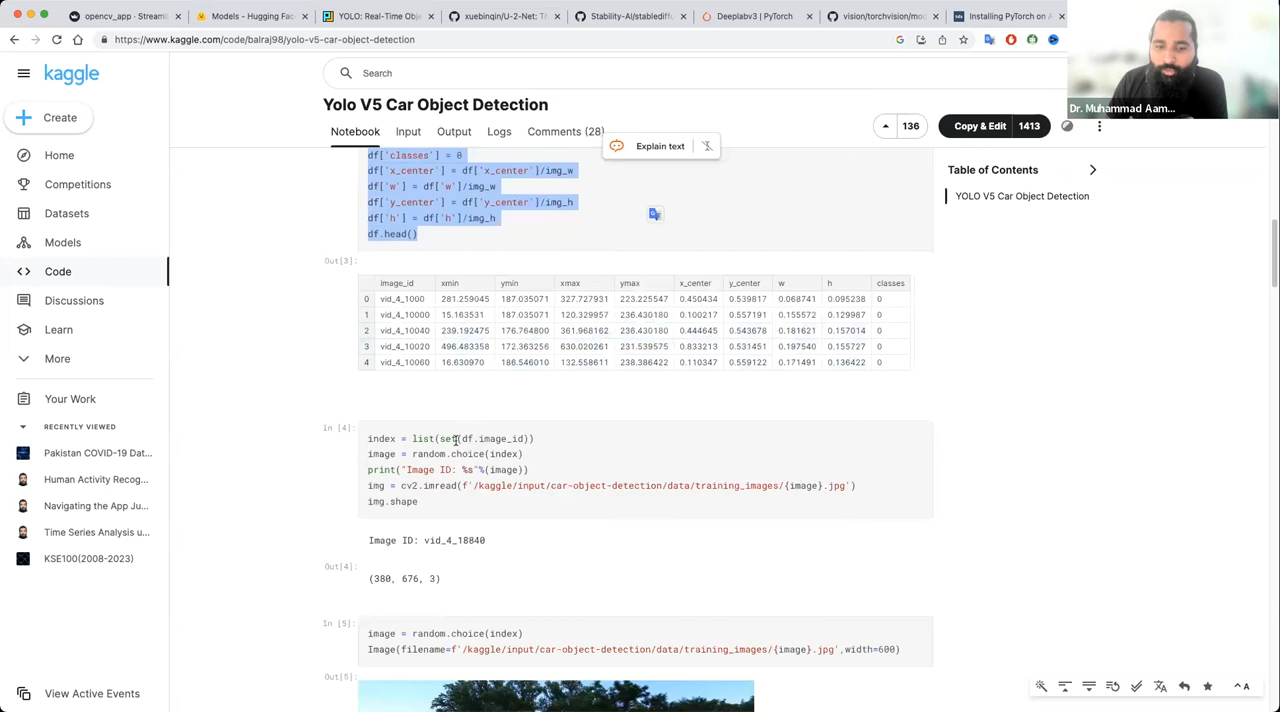 opencv_app · Streaml
Models - Hugging Fac
YOLO: Real-Time Obje
xuebinqin/U-2-Net: Th
Stability-AI/stablediffu
Deeplabv3 | PyTorch
vision/torchvision/mod
Installing PyTorch on A
https://www.kaggle.com/code/balraj98/yolo-v5-car-object-detection
Dr. Muhammad Aam...
kaggle
Search
Create
Home
Competitions
Datasets
Models
Code
Discussions
Learn
More
Your Work
RECENTLY VIEWED
Pakistan COVID-19 Dat...
Human Activity Recog...
Navigating the App Ju...
Time Series Analysis u...
KSE100(2008-2023)
View Active Events
Yolo V5 Car Object Detection
Notebook Input Output Logs Comments (28)
136
Copy & Edit 1413
Explain text
Table of Contents
YOLO V5 Car Object Detection
df['classes'] = 0
df['x_center'] = df['x_center']/img_w
df['w'] = df['w']/img_w
df['y_center'] = df['y_center']/img_h
df['h'] = df['h']/img_h
df.head()
Out[3]:
image_id xmin ymin xmax ymax x_center y_center w h classes
0 vid_4_1000 281.259045 187.035071 327.727931 223.225547 0.450434 0.539817 0.068741 0.095238 0
1 vid_4_10000 15.163531 187.035071 120.329957 236.430180 0.100217 0.557191 0.155572 0.129987 0
2 vid_4_10040 239.192475 176.764800 361.968162 236.430180 0.444645 0.543678 0.181621 0.157014 0
3 vid_4_10020 496.483358 172.363256 630.020261 231.539575 0.833213 0.531451 0.197540 0.155727 0
4 vid_4_10060 16.630970 186.546010 132.558611 238.386422 0.110347 0.559122 0.171491 0.136422 0
In [4]:
index = list(set(df.image_id))
image = random.choice(index)
print("Image ID: %s"%(image))
img = cv2.imread(f'/kaggle/input/car-object-detection/data/training_images/{image}.jpg')
img.shape
Image ID: vid_4_18840
Out[4]:
(380, 676, 3)
In [5]:
image = random.choice(index)
Image(filename=f'/kaggle/input/car-object-detection/data/training_images/{image}.jpg',width=600)
Out[5]:
A